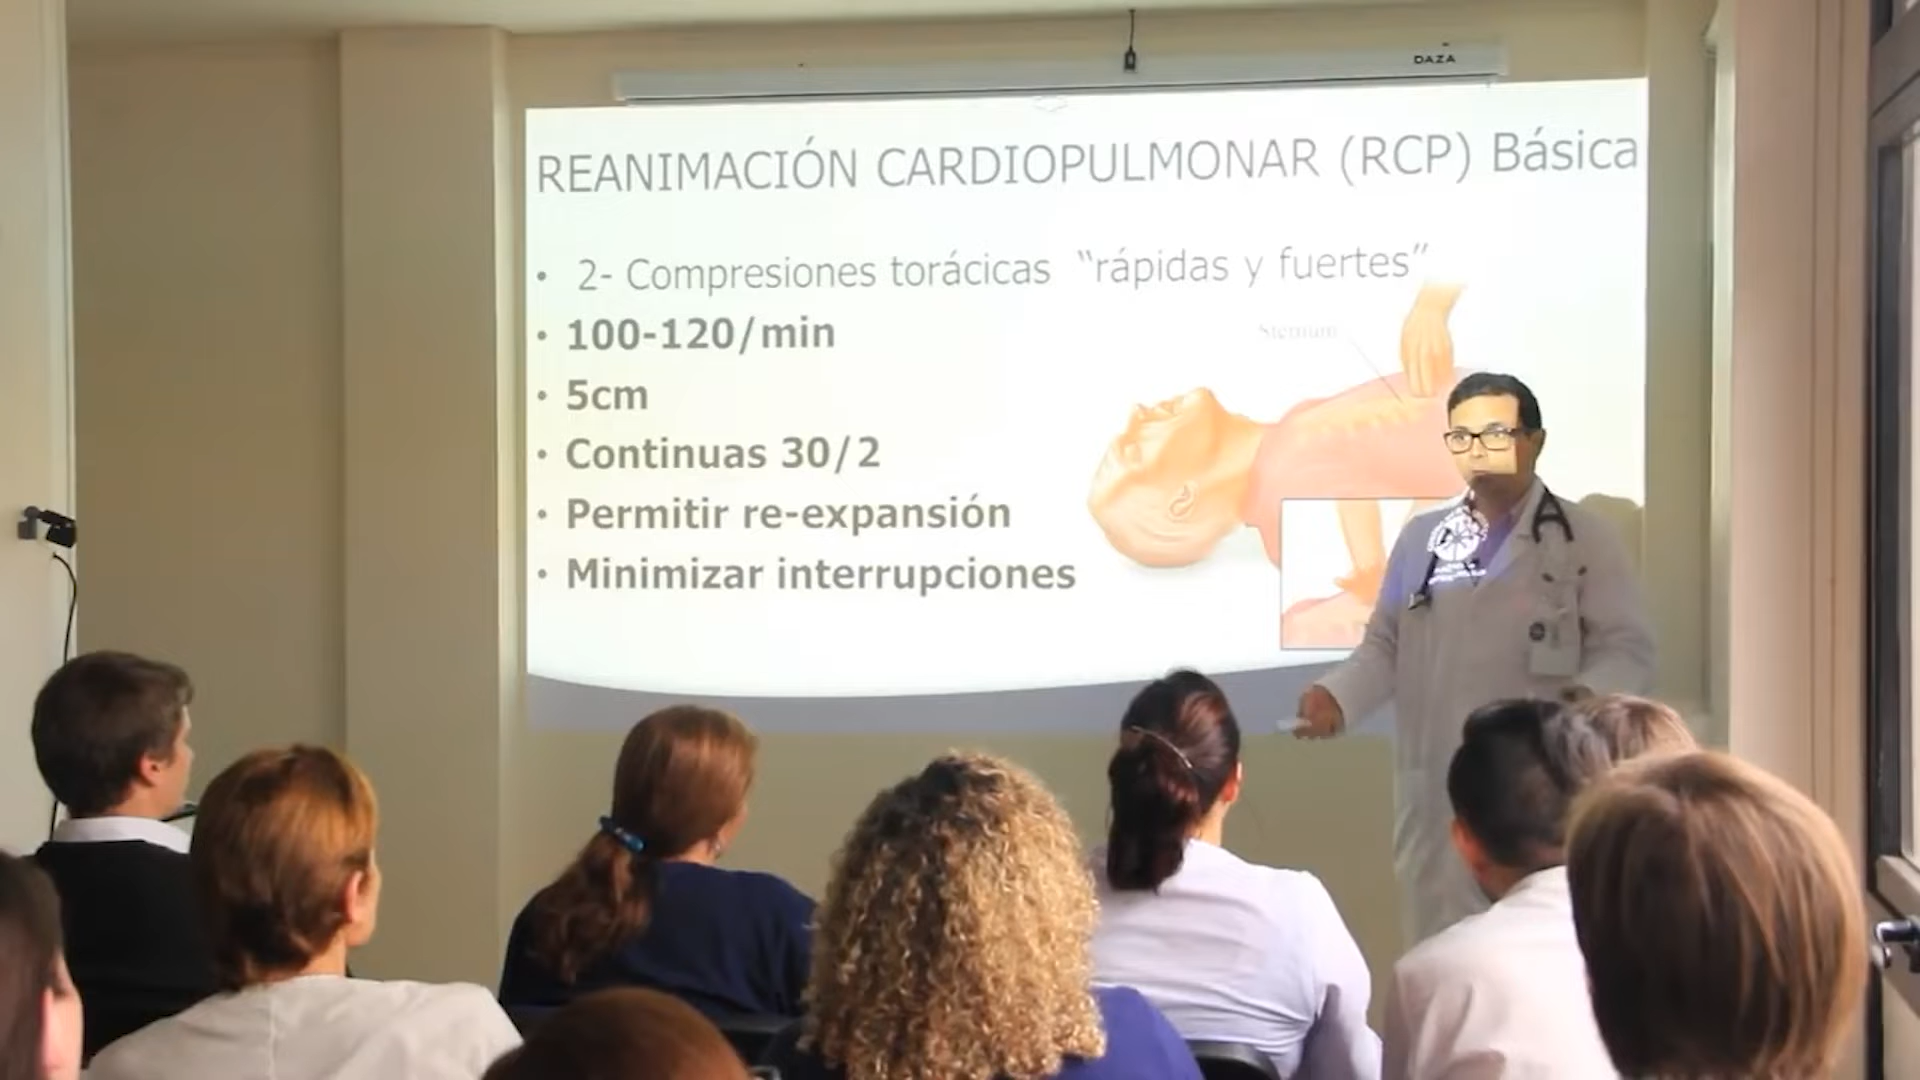 DAZA
REANIMACIÓN CARDIOPULMONAR (RCP) Básica
• 2- Compresiones torácicas “rápidas y fuertes”
• 100-120/min
• 5cm
• Continuas 30/2
• Permitir re-expansión
• Minimizar interrupciones
Sternum